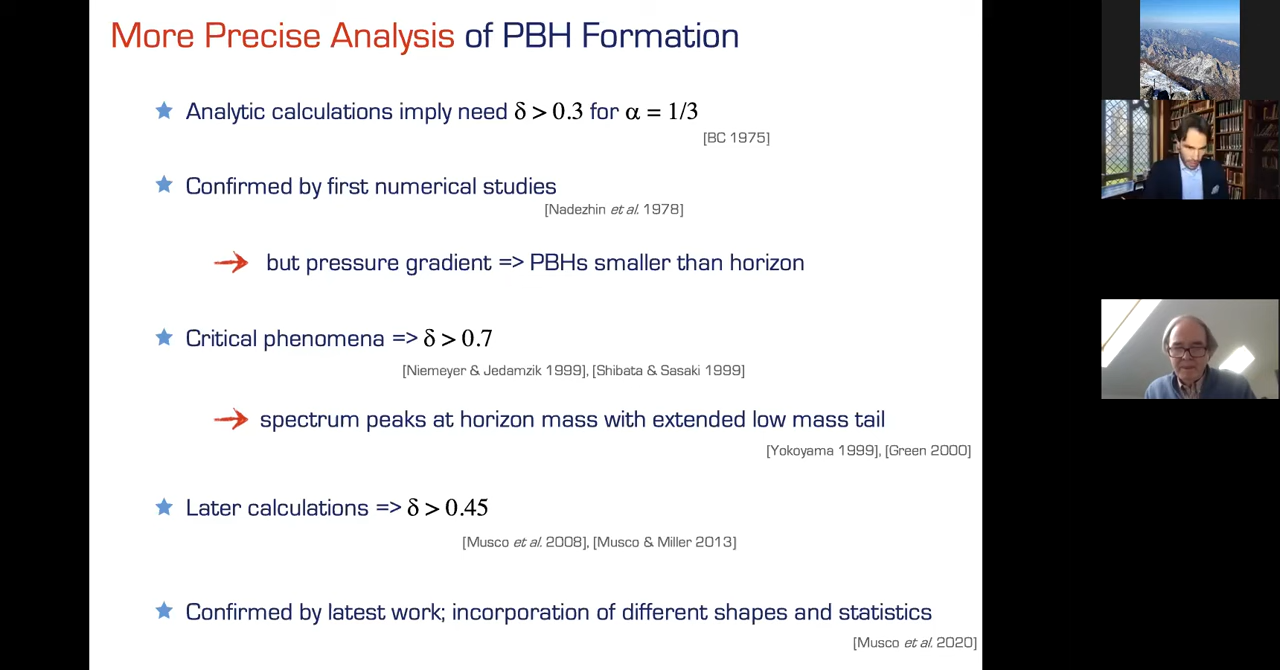 More Precise Analysis of PBH Formation
Analytic calculations imply need δ > 0.3 for α = 1/3
[BC 1975]
Confirmed by first numerical studies
[Nadezhin et al. 1978]
but pressure gradient => PBHs smaller than horizon
Critical phenomena => δ > 0.7
[Niemeyer & Jedamzik 1999], [Shibata & Sasaki 1999]
spectrum peaks at horizon mass with extended low mass tail
[Yokoyama 1999], [Green 2000]
Later calculations => δ > 0.45
[Musco et al. 2008], [Musco & Miller 2013]
Confirmed by latest work; incorporation of different shapes and statistics
[Musco et al. 2020]